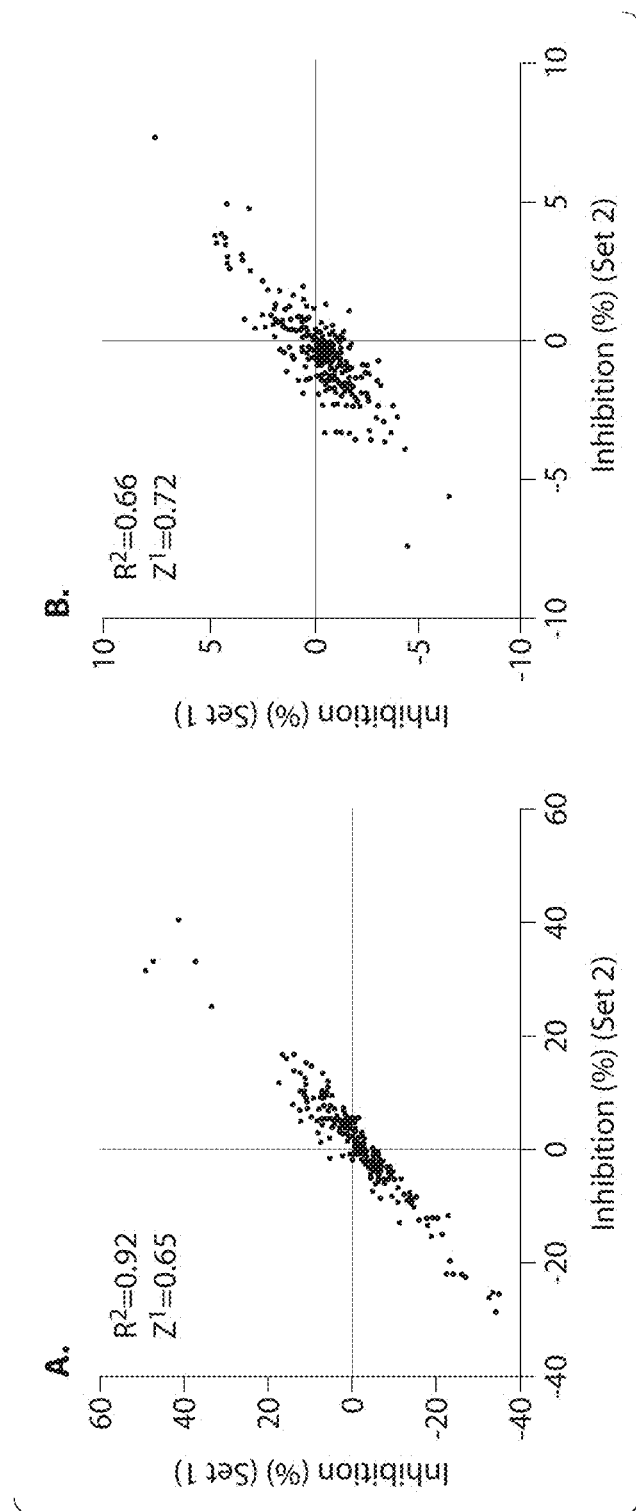 A.
R²=0.92
Z¹=0.65
60
40
20
0
-20
-40
Inhibition (%) (Set 1)
-40
-20
0
20
40
60
Inhibition (%) (Set 2)
B.
R²=0.66
Z¹=0.72
10
5
0
-5
-10
Inhibition (%) (Set 1)
-10
-5
0
5
10
Inhibition (%) (Set 2)